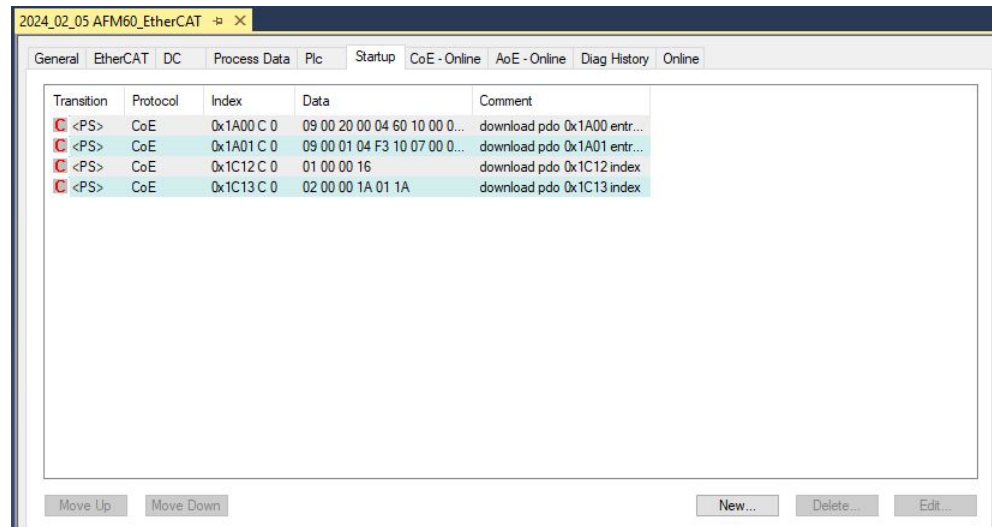 2024_02_05 AFM60_EtherCAT
General EtherCAT DC Process Data Plc Startup CoE - Online AoE - Online Diag History Online
Transition Protocol Index Data Comment
C <PS> CoE 0x1A00 C 0 09 00 20 00 04 60 10 00 0... download pdo 0x1A00 entr...
C <PS> CoE 0x1A01 C 0 09 00 01 04 F3 10 07 00 0... download pdo 0x1A01 entr...
C <PS> CoE 0x1C12 C 0 01 00 00 16 download pdo 0x1C12 index
C <PS> CoE 0x1C13 C 0 02 00 00 1A 01 1A download pdo 0x1C13 index
Move Up Move Down New... Delete... Edit...